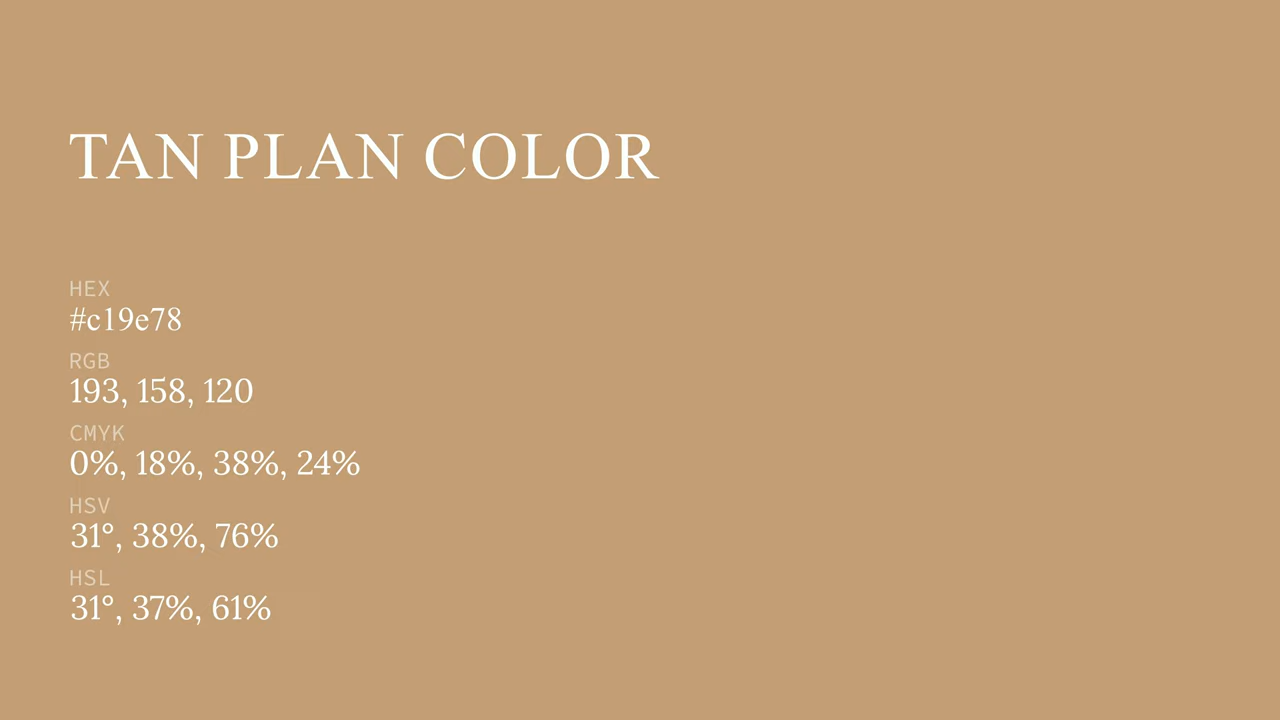 TAN PLAN COLOR
HEX
#c19e78
RGB
193, 158, 120
CMYK
0%, 18%, 38%, 24%
HSV
31°, 38%, 76%
HSL
31°, 37%, 61%